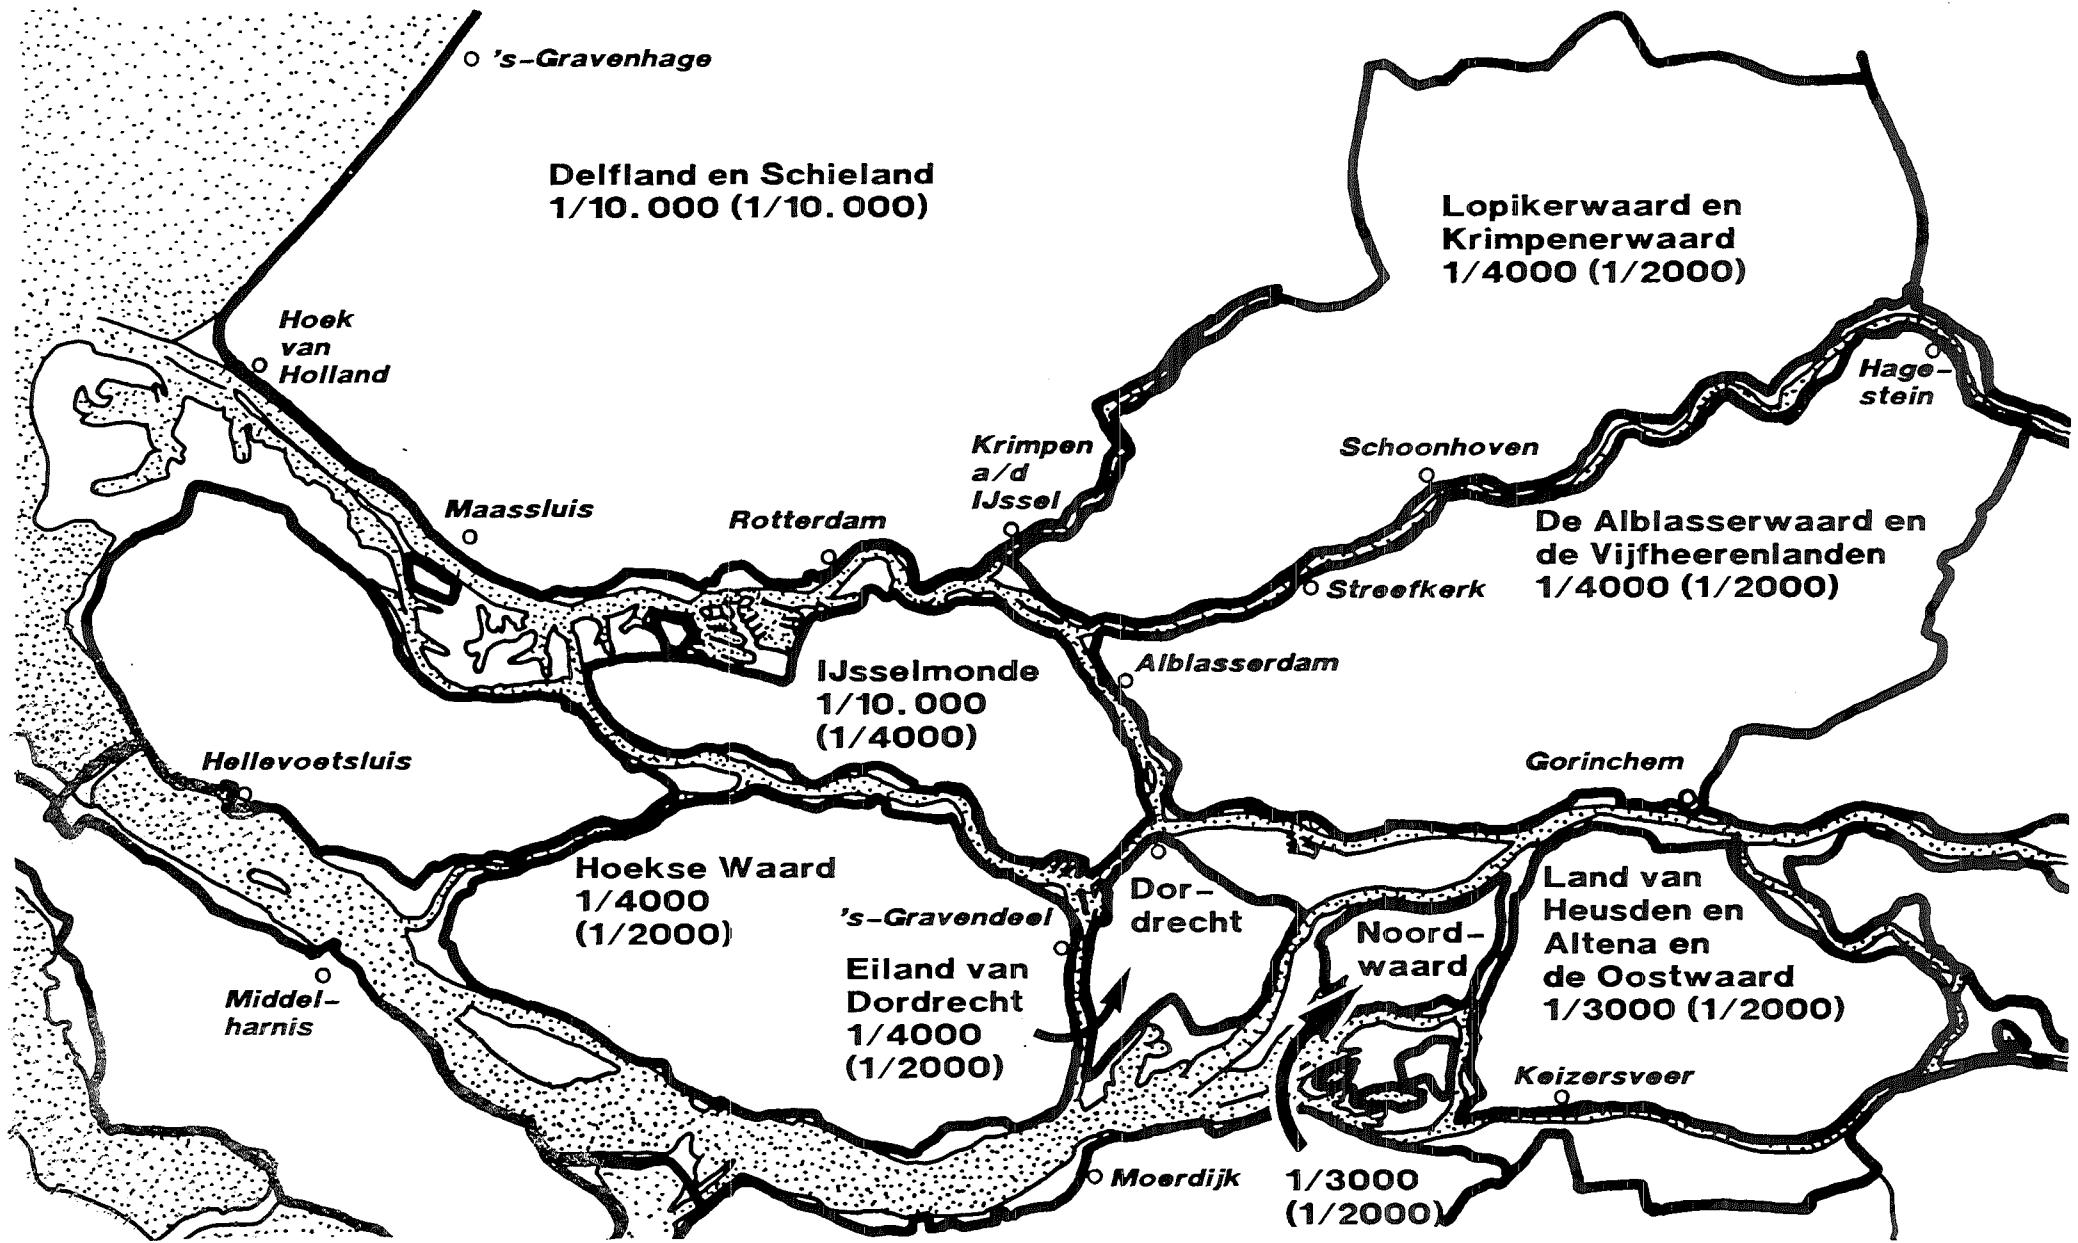 's-Gravenhage
Delfland en Schieland
1/10.000 (1/10.000)
Lopikerwaard en
Krimpenerwaard
1/4000 (1/2000)
Hoek
van
Holland
Hage-
stein
Krimpen
a/d
IJssel
Schoonhoven
Maassluis
Rotterdam
De Alblasserwaard en
de Vijfheerenlanden
1/4000 (1/2000)
Streefkerk
IJsselmonde
1/10.000
(1/4000)
Alblasserdam
Hellevoetsluis
Gorinchem
Hoekse Waard
1/4000
(1/2000)
's-Gravendeel
Dor-
drecht
Noord-
waard
Land van
Heusden en
Altena en
de Oostwaard
1/3000 (1/2000)
Eiland van
Dordrecht
1/4000
(1/2000)
Middel-
harnis
Keizersveer
Moerdijk
1/3000
(1/2000)